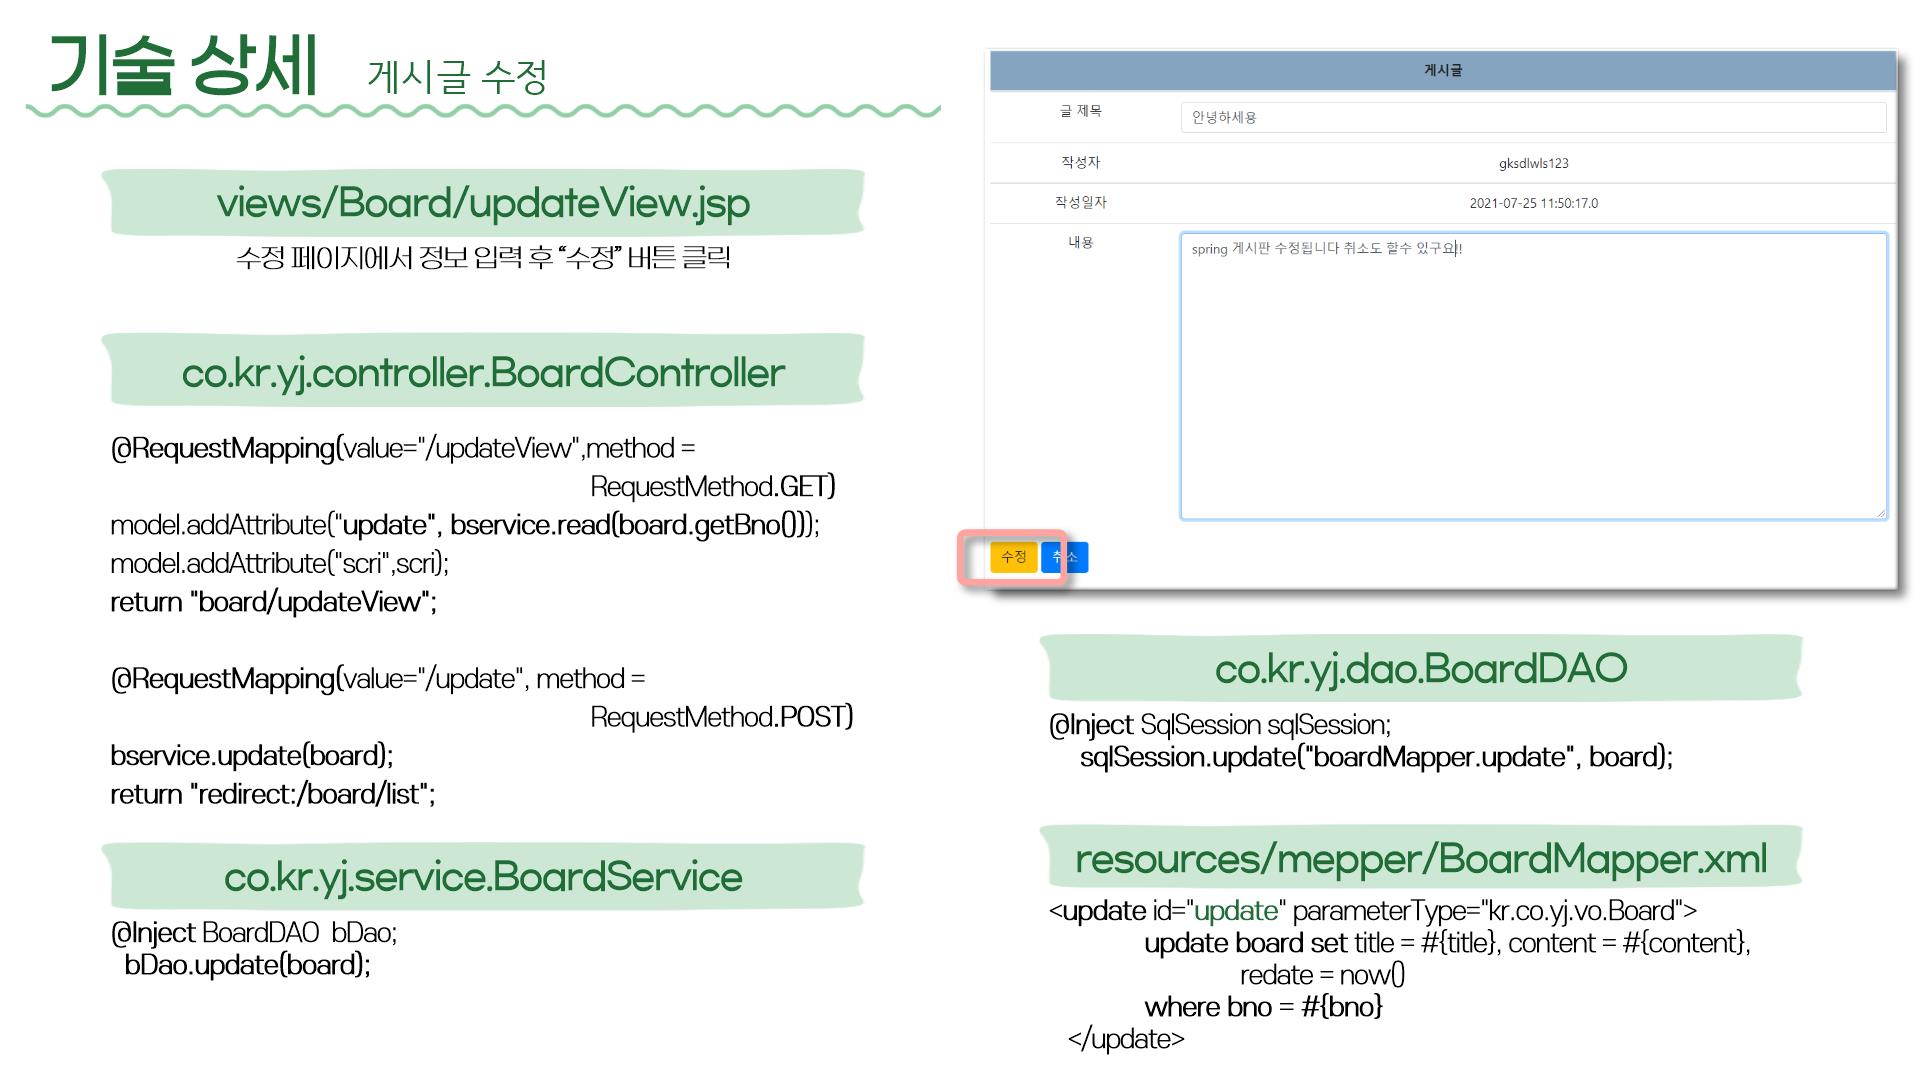 기술 상세 게시글 수정
views/Board/updateView.jsp
수정 페이지에서 정보 입력 후 “수정” 버튼 클릭
co.kr.yj.controller.BoardController
@RequestMapping(value="/updateView",method =
RequestMethod.GET)
model.addAttribute("update", bservice.read(board.getBno()));
model.addAttribute("scri",scri);
return "board/updateView";
@RequestMapping(value="/update", method =
RequestMethod.POST)
bservice.update(board);
return "redirect:/board/list";
co.kr.yj.service.BoardService
@Inject BoardDAO bDao;
bDao.update(board);
게시글
글 제목 안녕하세용
작성자 gksdlwls123
작성일자 2021-07-25 11:50:17.0
내용 spring 게시판 수정됩니다 취소도 할수 있구요!!
수정 취소
co.kr.yj.dao.BoardDAO
@Inject SqlSession sqlSession;
sqlSession.update("boardMapper.update", board);
resources/mepper/BoardMapper.xml
<update id="update" parameterType="kr.co.yj.vo.Board">
update board set title = #{title}, content = #{content},
redate = now()
where bno = #{bno}
</update>